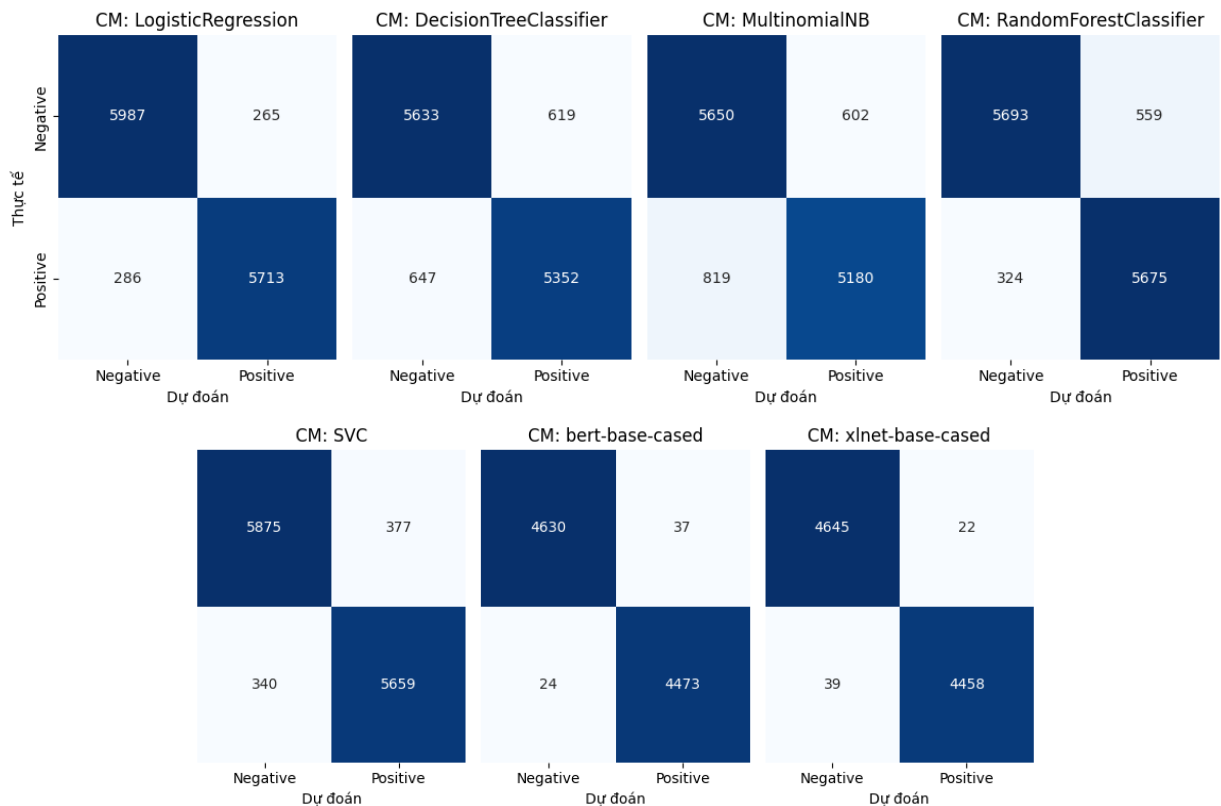 CM: LogisticRegression CM: DecisionTreeClassifier CM: MultinomialNB CM: RandomForestClassifier
Thực tế
Negative 5987 265 5633 619 5650 602 5693 559
Positive 286 5713 647 5352 819 5180 324 5675
Negative Positive Negative Positive Negative Positive Negative Positive
Dự đoán Dự đoán Dự đoán Dự đoán
CM: SVC CM: bert-base-cased CM: xlnet-base-cased
5875 377 4630 37 4645 22
340 5659 24 4473 39 4458
Negative Positive Negative Positive Negative Positive
Dự đoán Dự đoán Dự đoán